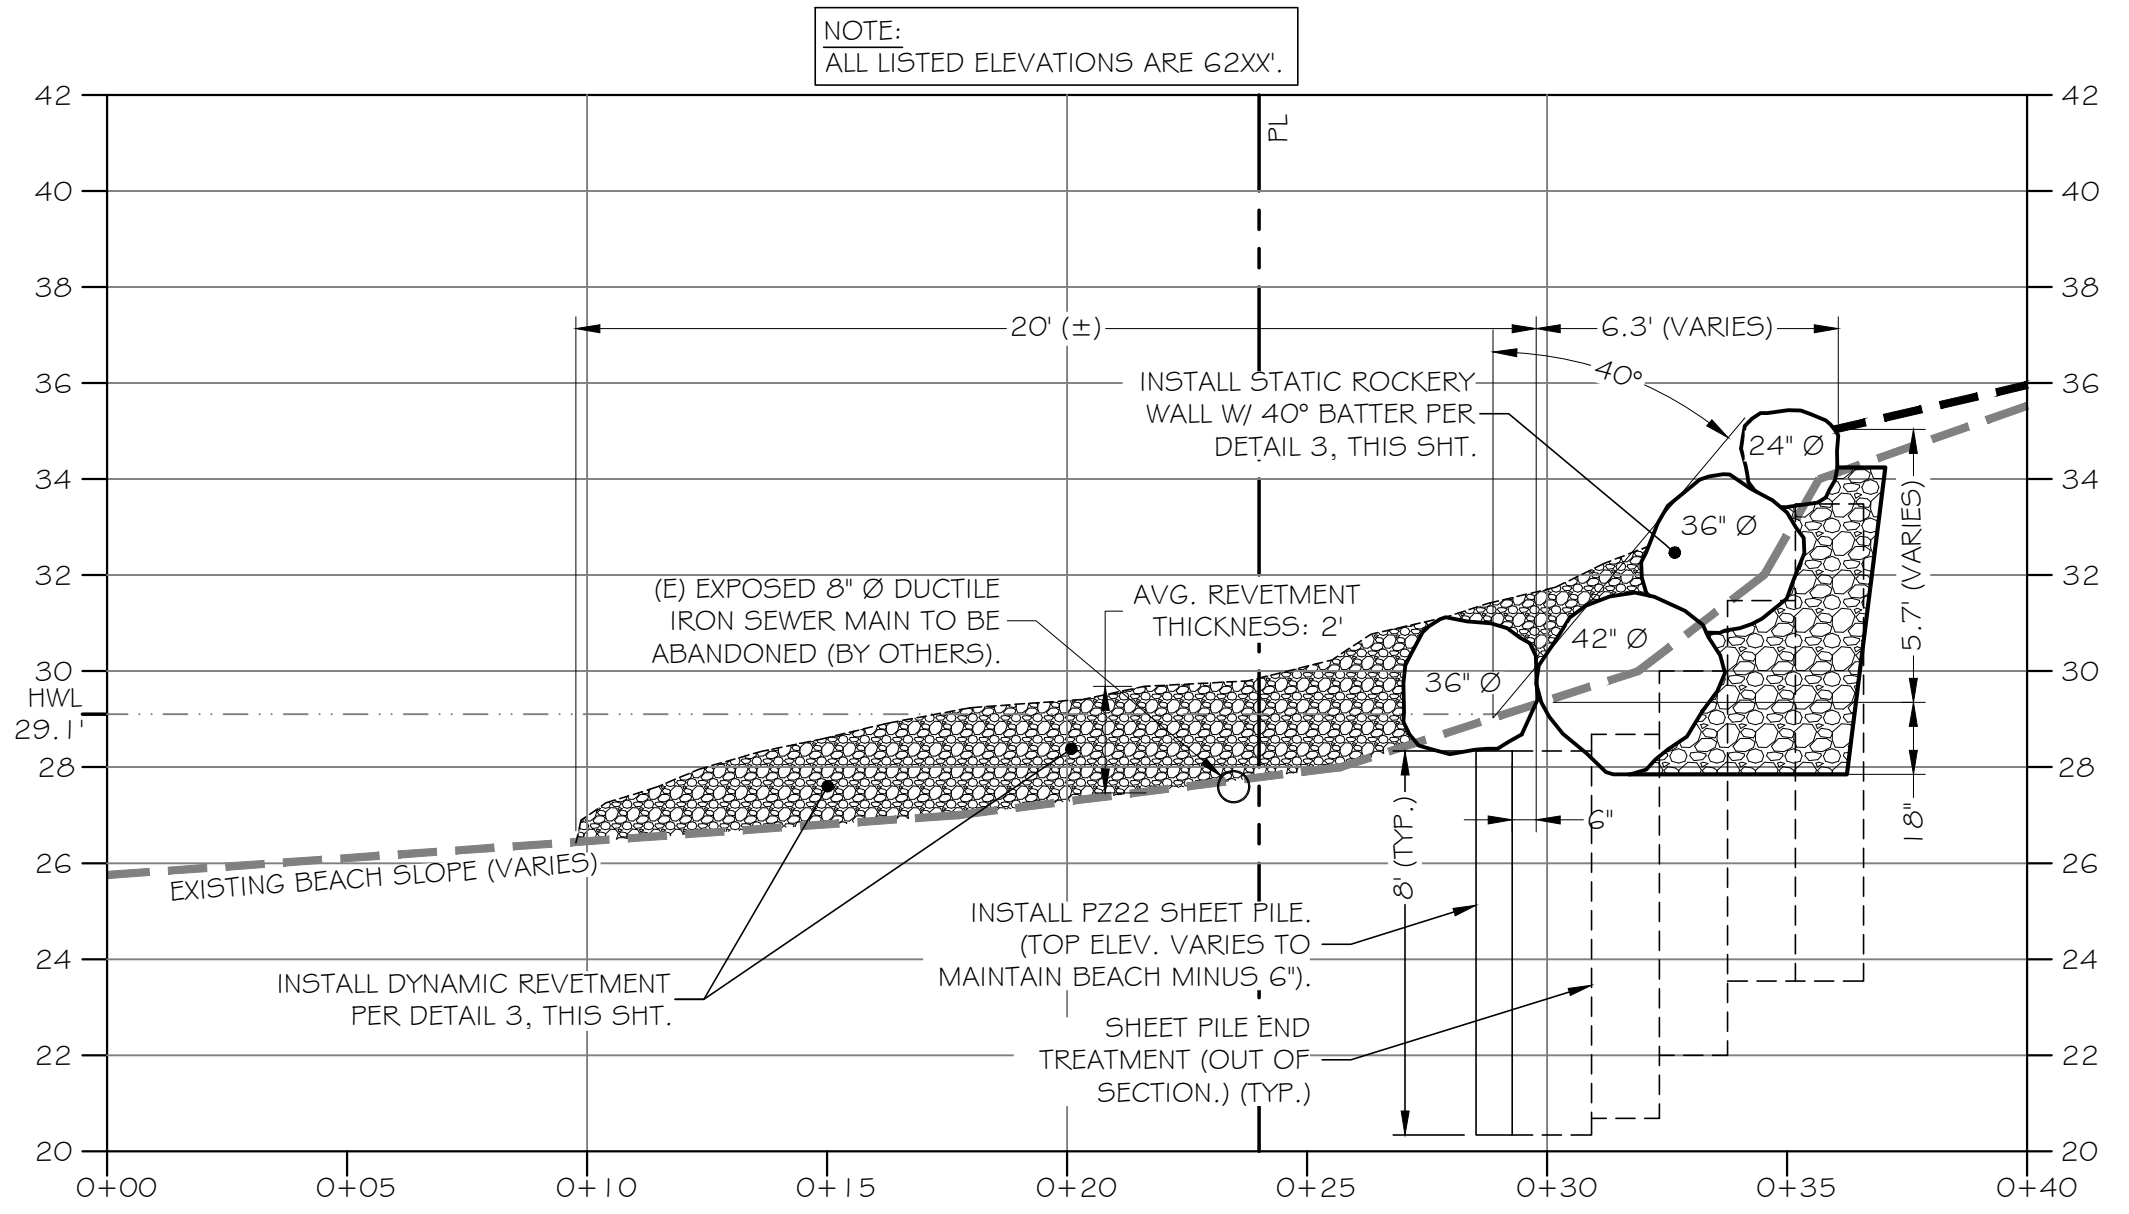 NOTE:
ALL LISTED ELEVATIONS ARE 62XX'.
42
42
PL
40
40
38
38
20' (±)
6.3' (VARIES)
36
36
40°
INSTALL STATIC ROCKERY
WALL W/ 40° BATTER PER
DETAIL 3, THIS SHT.
24" Ø
34
34
36" Ø
5.7' (VARIES)
32
32
(E) EXPOSED 8" Ø DUCTILE
IRON SEWER MAIN TO BE
ABANDONED (BY OTHERS).
AVG. REVETMENT
THICKNESS: 2'
42" Ø
36" Ø
30
30
HWL
29.1'
28
28
18"
6"
8' (TYP.)
26
26
EXISTING BEACH SLOPE (VARIES)
INSTALL PZ22 SHEET PILE.
(TOP ELEV. VARIES TO
MAINTAIN BEACH MINUS 6").
24
24
INSTALL DYNAMIC REVETMENT
PER DETAIL 3, THIS SHT.
SHEET PILE END
TREATMENT (OUT OF
SECTION.) (TYP.)
22
22
20
20
0+00
0+05
0+10
0+15
0+20
0+25
0+30
0+35
0+40